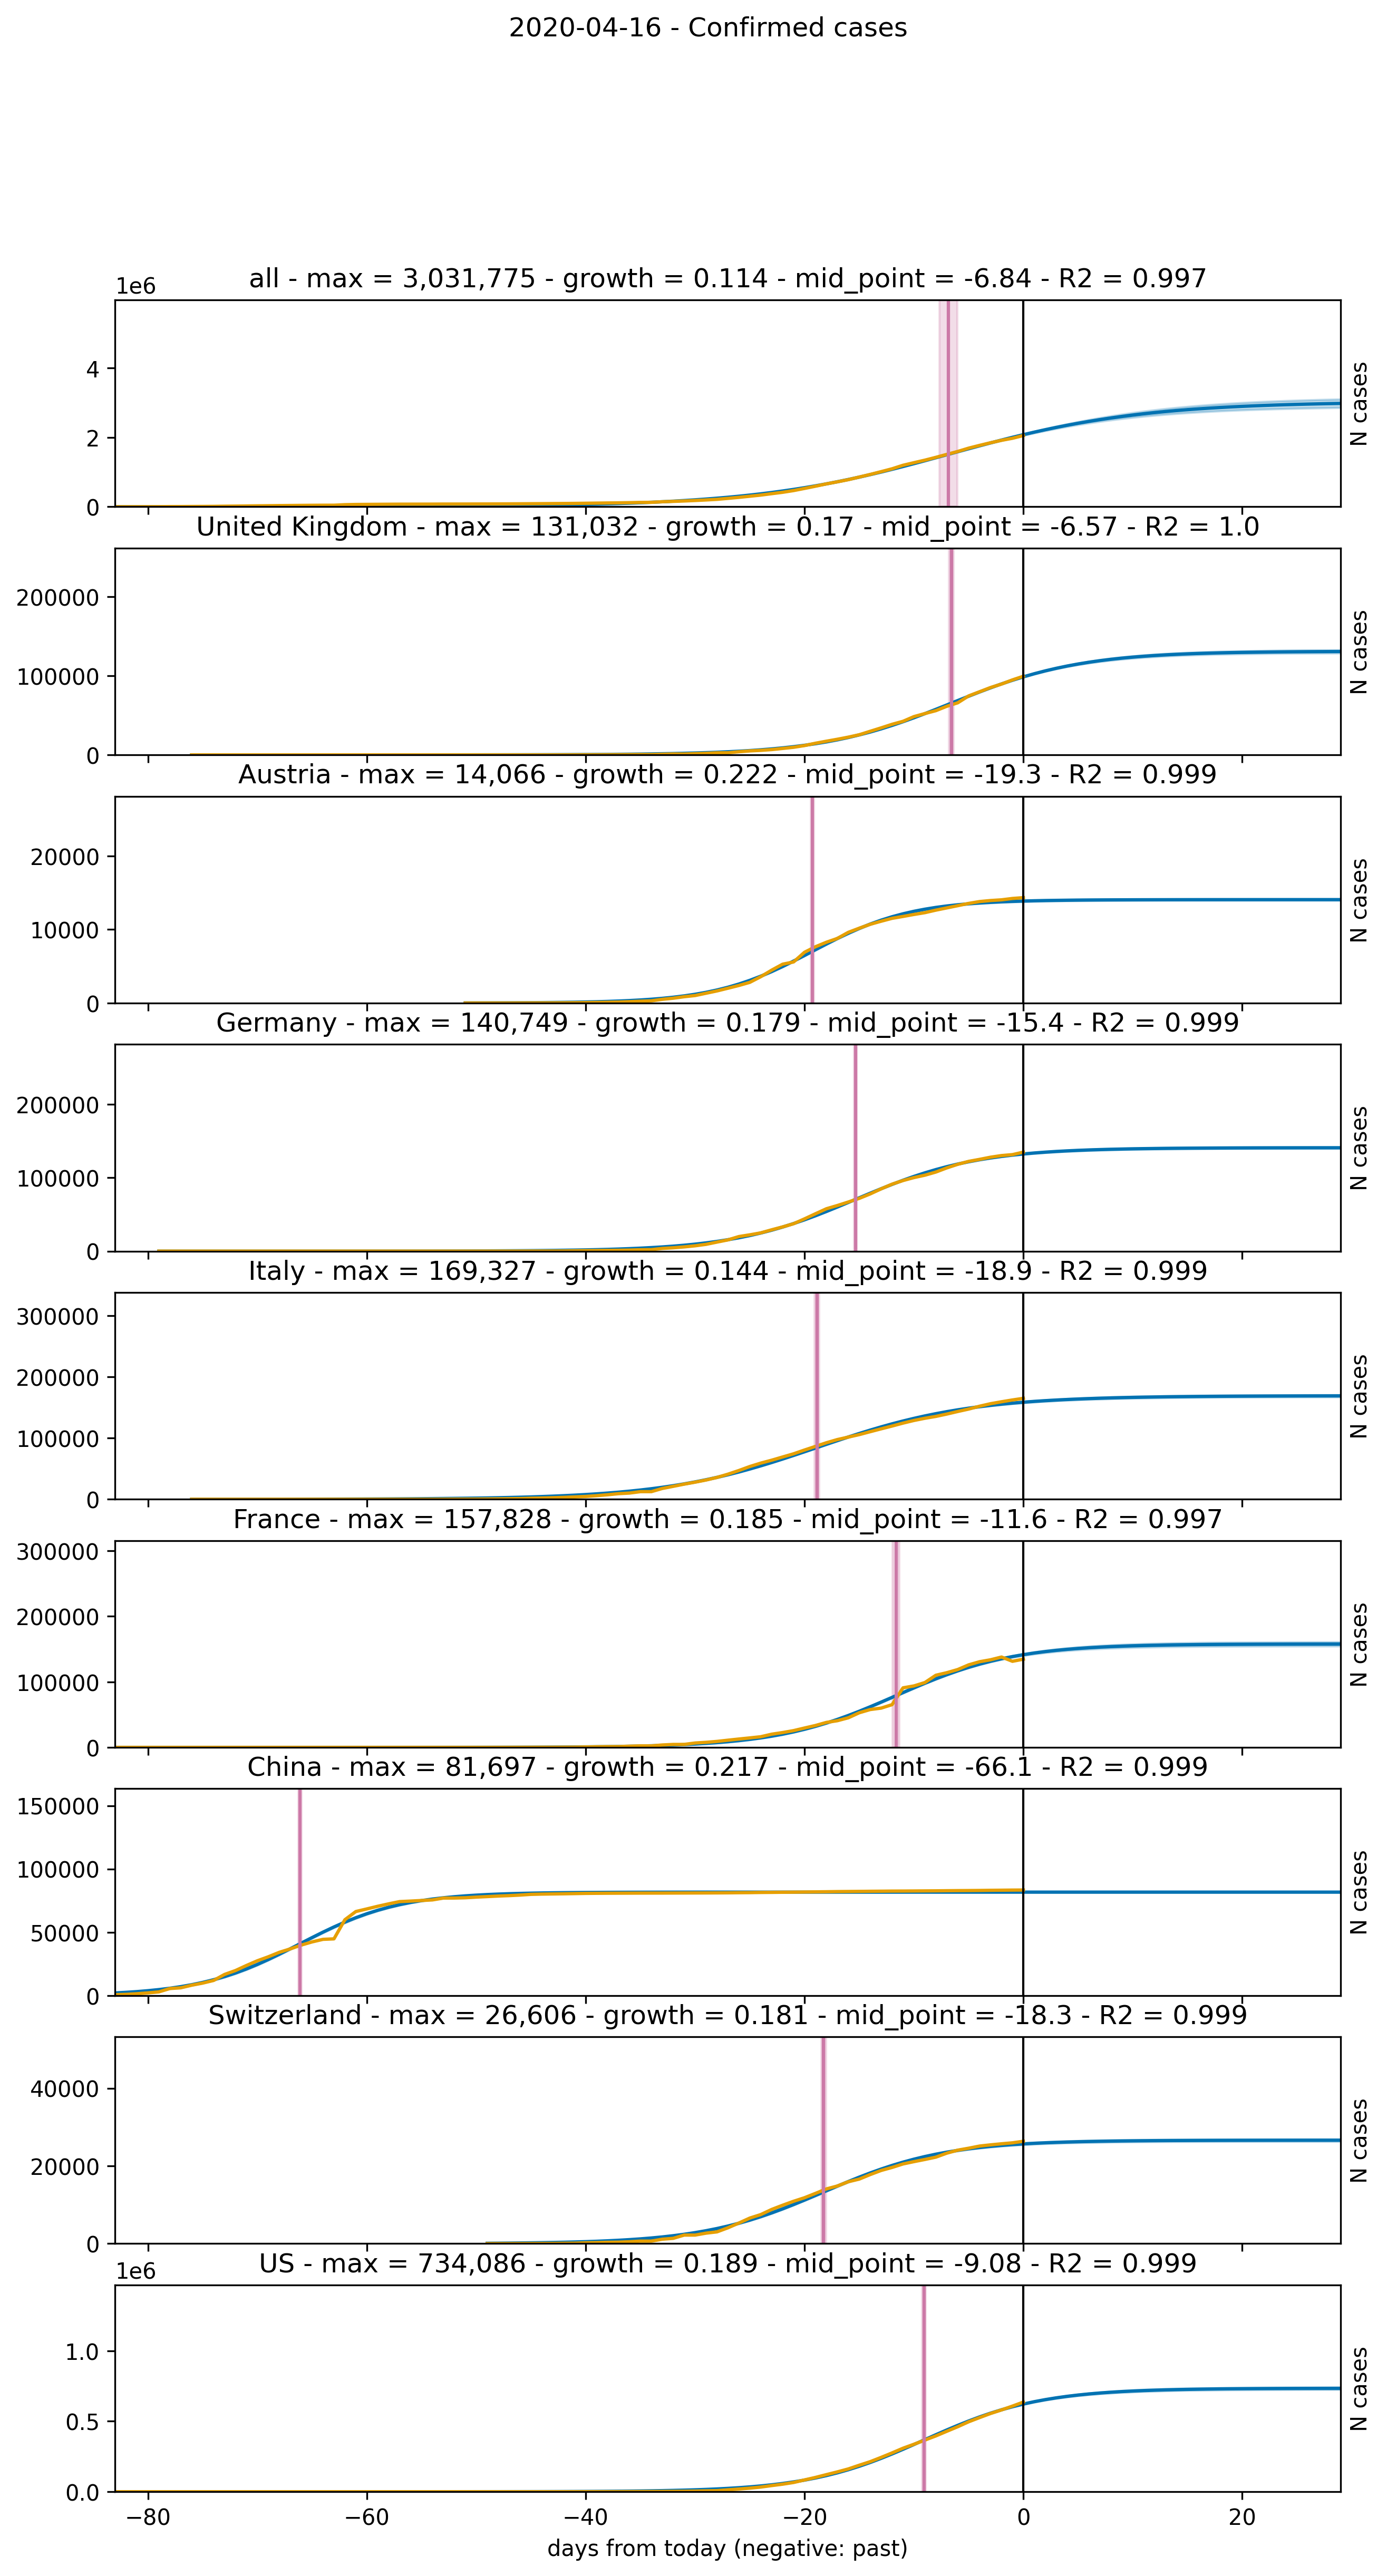 2020-04-16 - Confirmed cases
all - max = 3,031,775 - growth = 0.114 - mid_point = -6.84 - R2 = 0.997
1e6
4
2
0
N cases
United Kingdom - max = 131,032 - growth = 0.17 - mid_point = -6.57 - R2 = 1.0
200000
100000
0
N cases
Austria - max = 14,066 - growth = 0.222 - mid_point = -19.3 - R2 = 0.999
20000
10000
0
N cases
Germany - max = 140,749 - growth = 0.179 - mid_point = -15.4 - R2 = 0.999
200000
100000
0
N cases
Italy - max = 169,327 - growth = 0.144 - mid_point = -18.9 - R2 = 0.999
300000
200000
100000
0
N cases
France - max = 157,828 - growth = 0.185 - mid_point = -11.6 - R2 = 0.997
300000
200000
100000
0
N cases
China - max = 81,697 - growth = 0.217 - mid_point = -66.1 - R2 = 0.999
150000
100000
50000
0
N cases
Switzerland - max = 26,606 - growth = 0.181 - mid_point = -18.3 - R2 = 0.999
40000
20000
0
N cases
US - max = 734,086 - growth = 0.189 - mid_point = -9.08 - R2 = 0.999
1e6
1.0
0.5
0.0
N cases
−80 −60 −40 −20 0 20
days from today (negative: past)